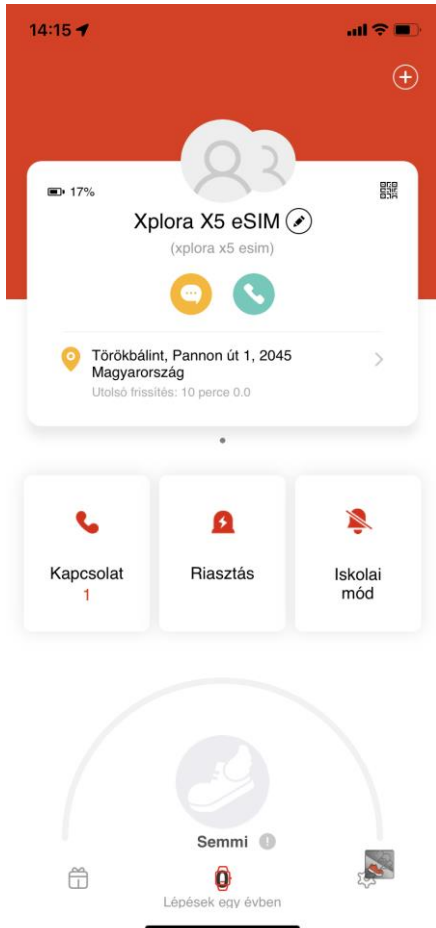 14:15
17%
Xplora X5 eSIM
(xplora x5 esim)
Törökbálint, Pannon út 1, 2045
Magyarország
Utolsó frissítés: 10 perce 0.0
Kapcsolat
1
Riasztás
Iskolai
mód
Semmi
0
Lépések egy évben